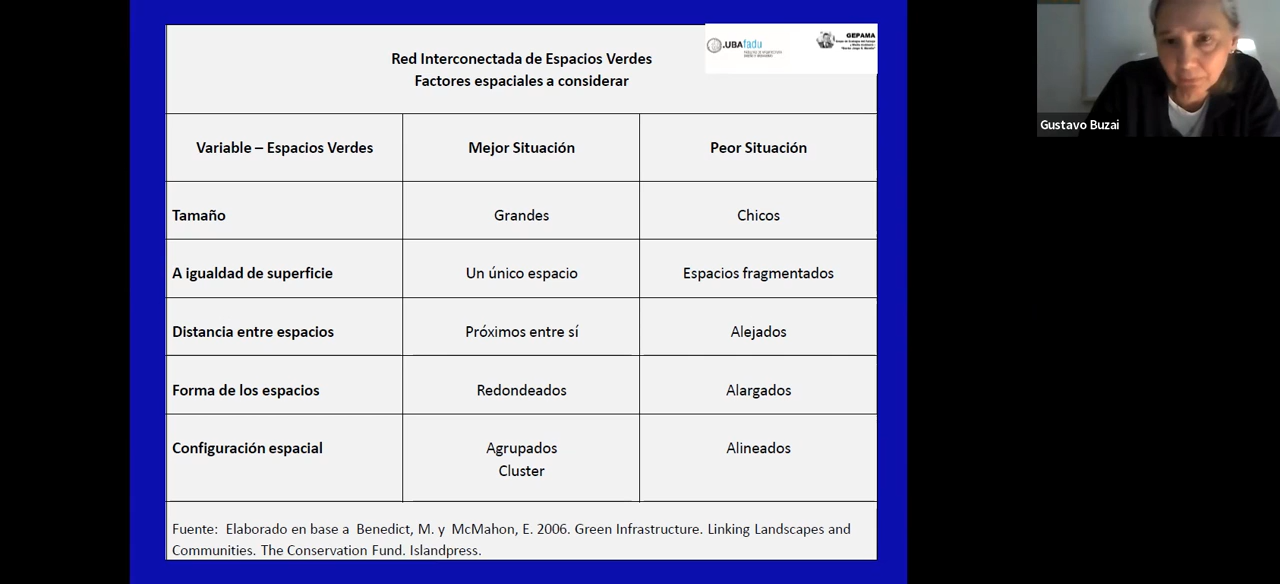 Red Interconectada de Espacios Verdes
Factores espaciales a considerar
.UBAfadu
GEPAMA
Variable – Espacios Verdes
Mejor Situación
Peor Situación
Tamaño
Grandes
Chicos
A igualdad de superficie
Un único espacio
Espacios fragmentados
Distancia entre espacios
Próximos entre sí
Alejados
Forma de los espacios
Redondeados
Alargados
Configuración espacial
Agrupados
Cluster
Alineados
Fuente: Elaborado en base a Benedict, M. y McMahon, E. 2006. Green Infrastructure. Linking Landscapes and
Communities. The Conservation Fund. Islandpress.
Gustavo Buzai